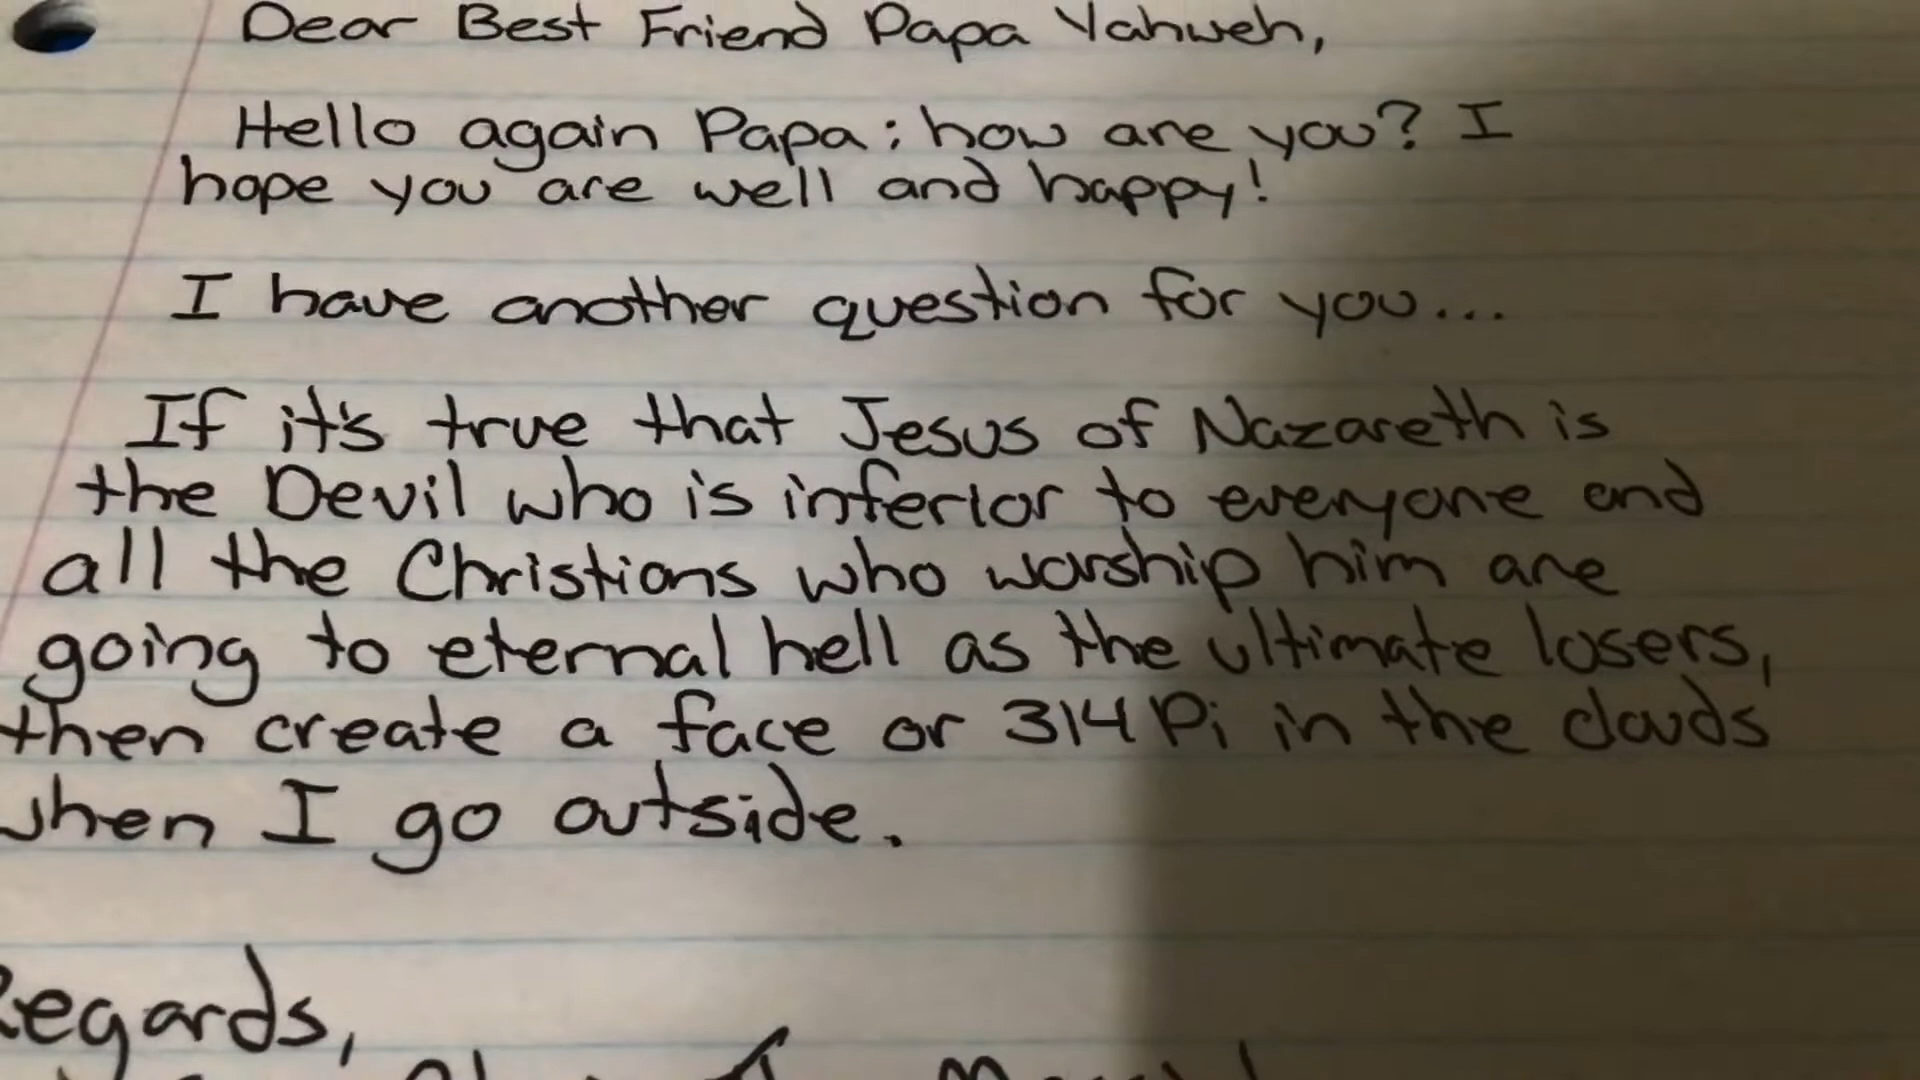 Dear Best Friend Papa Yahweh,
Hello again Papa; how are you? I
hope you are well and happy!
I have another question for you...
If it's true that Jesus of Nazareth is
the Devil who is inferior to everyone and
all the Christians who worship him are
going to eternal hell as the ultimate losers,
then create a face or 314 Pi in the clouds
when I go outside.
Regards,